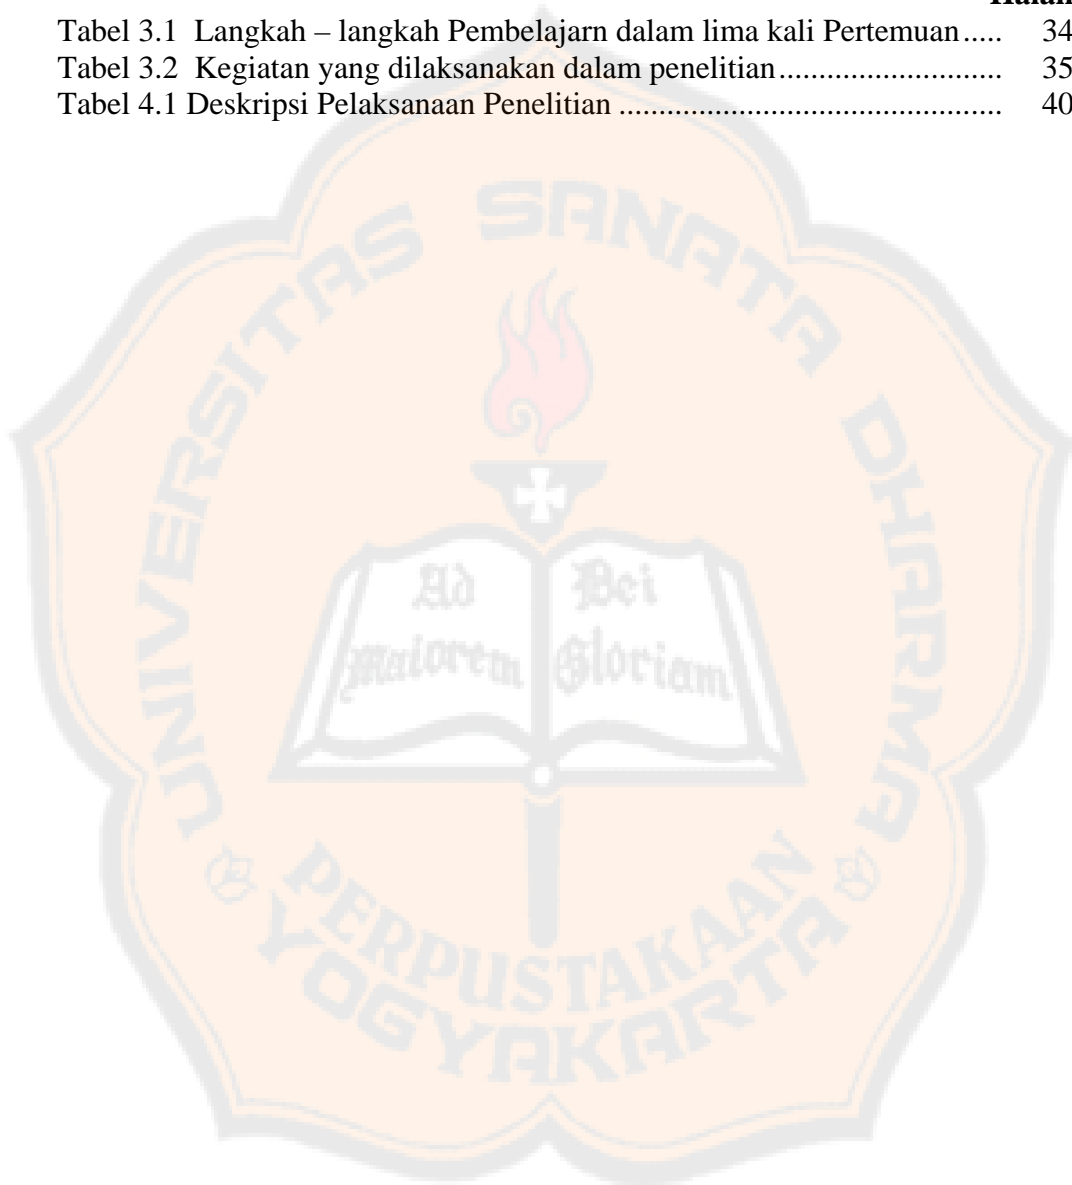 Tabel 3.1 Langkah – langkah Pembelajarn dalam lima kali Pertemuan ..... 34
Tabel 3.2 Kegiatan yang dilaksanakan dalam penelitian .......................... 35
Tabel 4.1 Deskripsi Pelaksanaan Penelitian ............................................. 40
UNIVERSITAS SANATA DHARMA
Ad Dei
Maiorem Gloriam
PERPUSTAKAAN
YOGYAKARTA